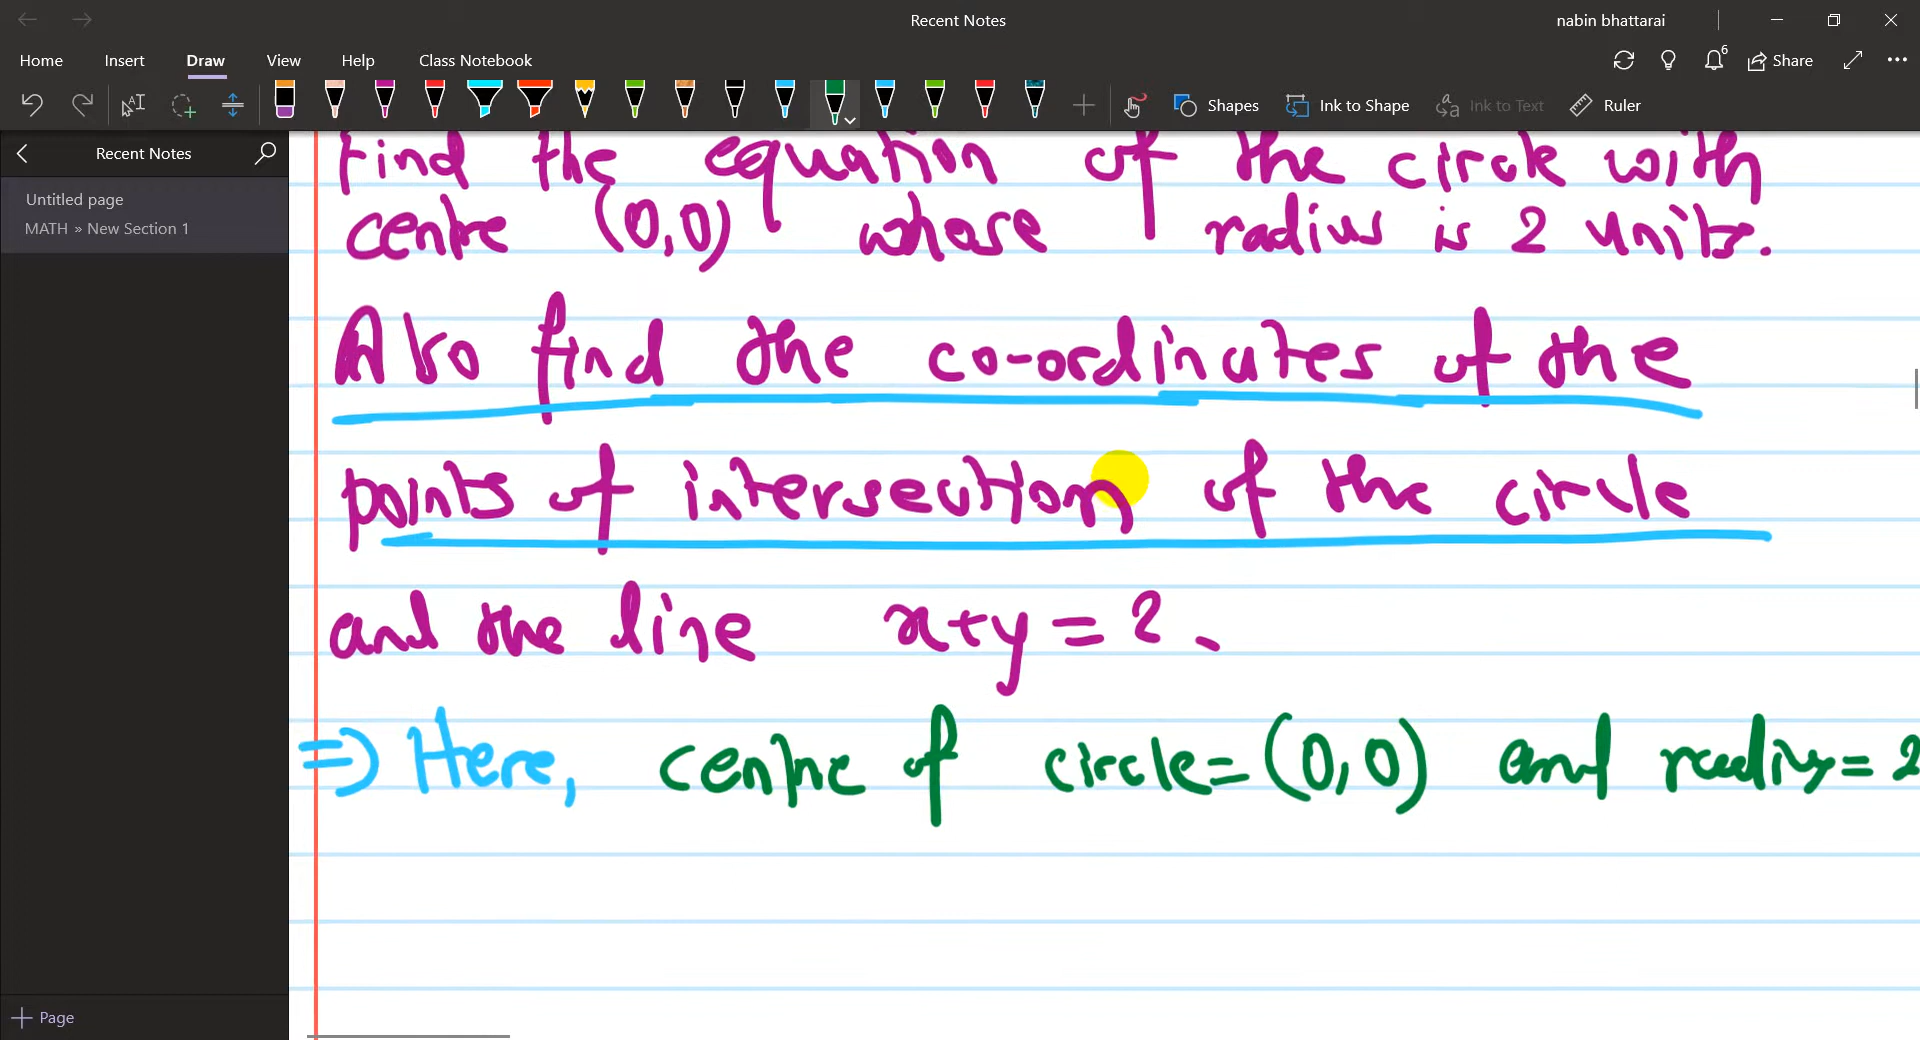 Recent Notes
nabin bhattarai
Home Insert Draw View Help Class Notebook
6
Share
Shapes Ink to Shape Ink to Text Ruler
Recent Notes
Untitled page
MATH » New Section 1
Find the equation of the circle with
centre (0,0) whose radius is 2 units.
Also find the co-ordinates of the
points of intersection of the circle
and the line x+y=2.
⇒ Here, centre of circle=(0,0) and radius=2
+ Page